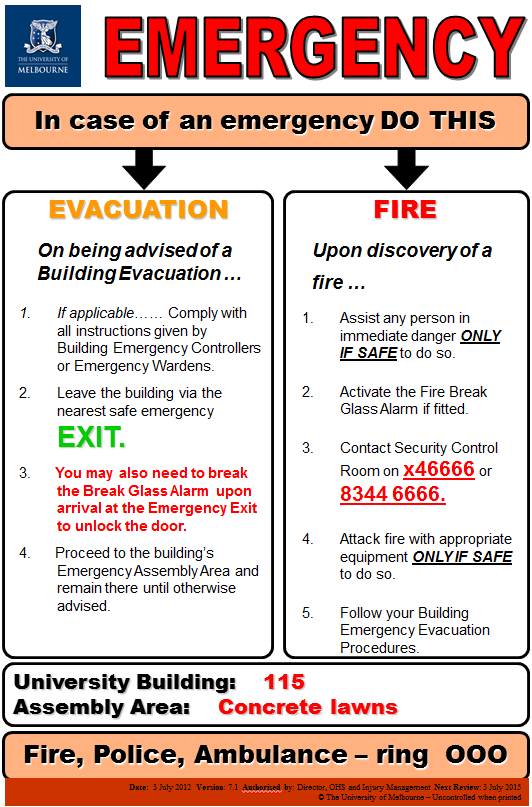 THE UNIVERSITY OF
MELBOURNE
EMERGENCY
In case of an emergency DO THIS
EVACUATION
On being advised of a
Building Evacuation ...
1. If applicable...... Comply with
all instructions given by
Building Emergency Controllers
or Emergency Wardens.
2. Leave the building via the
nearest safe emergency
EXIT.
3. You may also need to break
the Break Glass Alarm upon
arrival at the Emergency Exit
to unlock the door.
4. Proceed to the building's
Emergency Assembly Area and
remain there until otherwise
advised.
FIRE
Upon discovery of a
fire ...
1. Assist any person in
immediate danger ONLY
IF SAFE to do so.
2. Activate the Fire Break
Glass Alarm if fitted.
3. Contact Security Control
Room on x46666 or
8344 6666.
4. Attack fire with appropriate
equipment ONLY IF SAFE
to do so.
5. Follow your Building
Emergency Evacuation
Procedures.
University Building: 115
Assembly Area: Concrete lawns
Fire, Police, Ambulance – ring OOO
Date: 3 July 2012 Version: 7.1 Authorised by: Director, OHS and Injury Management Next Review: 3 July 2015
© The University of Melbourne – Uncontrolled when printed